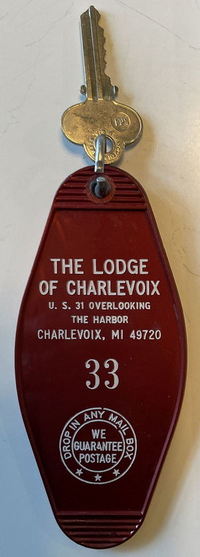 THE LODGE
OF CHARLEVOIX
U. S. 31 OVERLOOKING
THE HARBOR
CHARLEVOIX, MI 49720
33
DROP IN ANY MAIL BOX
WE
GUARANTEE
POSTAGE